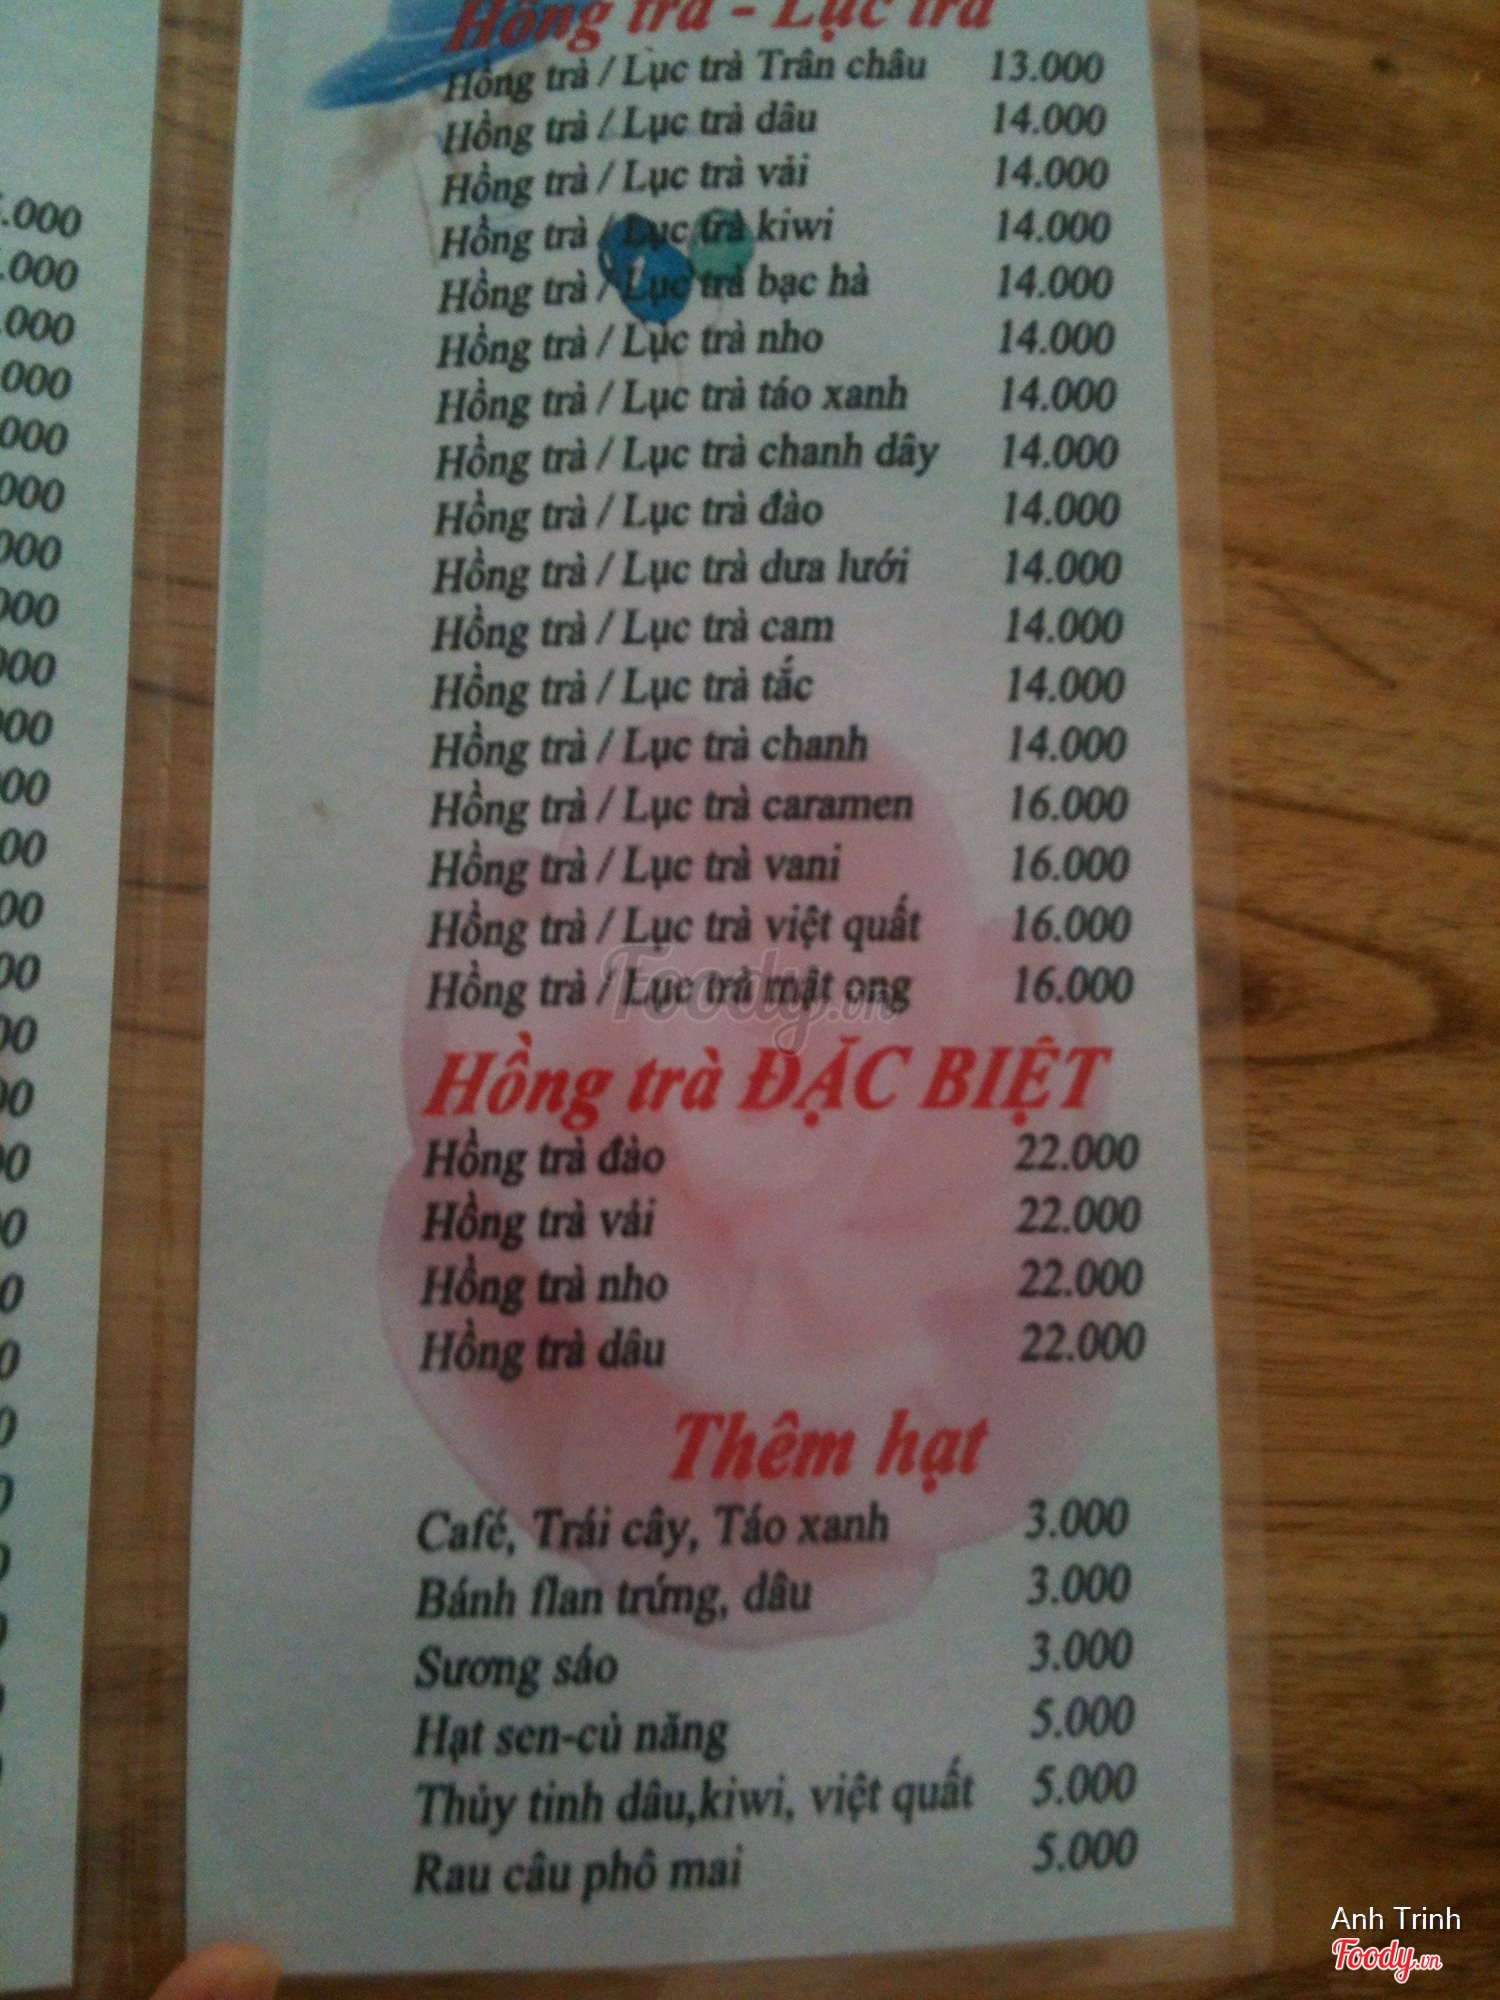 Hồng trà - Lục trà
Hồng trà / Lục trà Trân châu 13.000
Hồng trà / Lục trà dâu 14.000
Hồng trà / Lục trà vải 14.000
Hồng trà / Lục trà kiwi 14.000
Hồng trà / Lục trà bạc hà 14.000
Hồng trà / Lục trà nho 14.000
Hồng trà / Lục trà táo xanh 14.000
Hồng trà / Lục trà chanh dây 14.000
Hồng trà / Lục trà đào 14.000
Hồng trà / Lục trà dưa lưới 14.000
Hồng trà / Lục trà cam 14.000
Hồng trà / Lục trà tắc 14.000
Hồng trà / Lục trà chanh 14.000
Hồng trà / Lục trà caramen 16.000
Hồng trà / Lục trà vani 16.000
Hồng trà / Lục trà việt quất 16.000
Hồng trà / Lục trà mật ong 16.000
Foody.vn
Hồng trà ĐẶC BIỆT
Hồng trà đào 22.000
Hồng trà vải 22.000
Hồng trà nho 22.000
Hồng trà dâu 22.000
Thêm hạt
Café, Trái cây, Táo xanh 3.000
Bánh flan trứng, dâu 3.000
Sương sáo 3.000
Hạt sen-củ năng 5.000
Thủy tinh dâu,kiwi, việt quất 5.000
Rau câu phô mai 5.000
Anh Trinh
Foody.vn